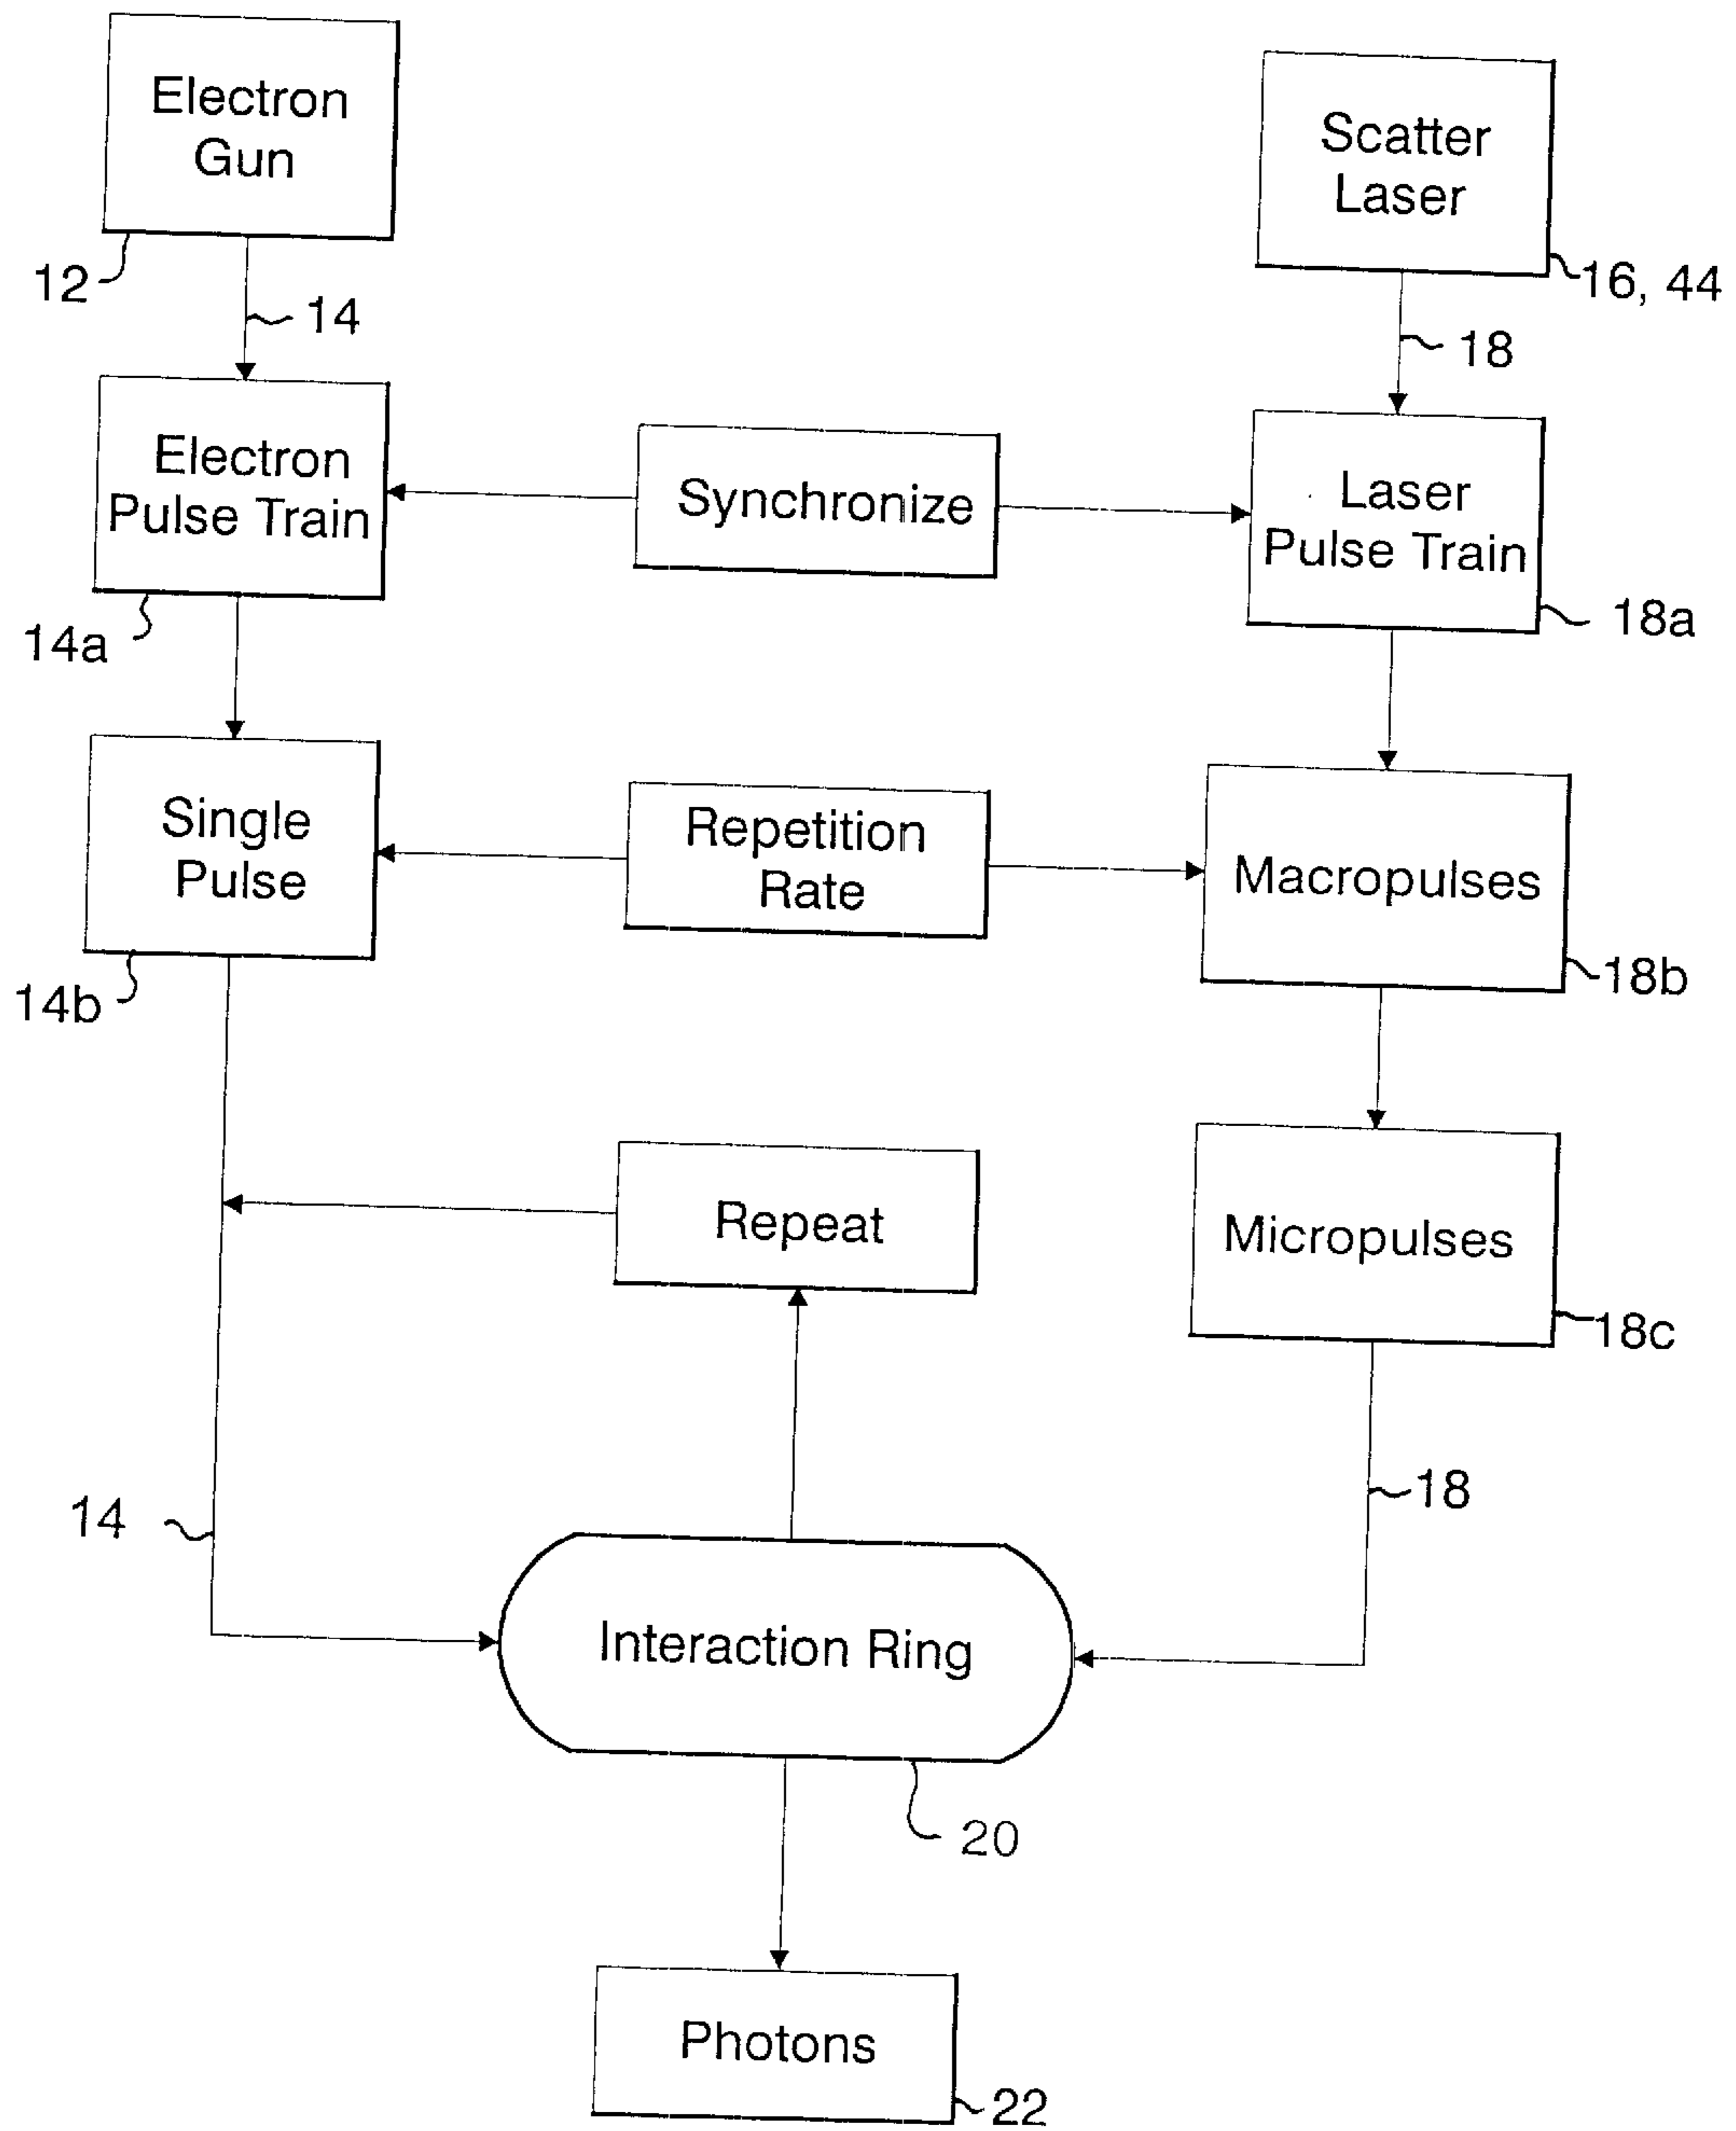 Electron
Gun
12
14
Scatter
Laser
16, 44
18
Electron
Pulse Train
14a
Synchronize
Laser
Pulse Train
18a
Single
Pulse
14b
Repetition
Rate
Macropulses
18b
Repeat
Micropulses
18c
14
18
Interaction Ring
20
Photons
22